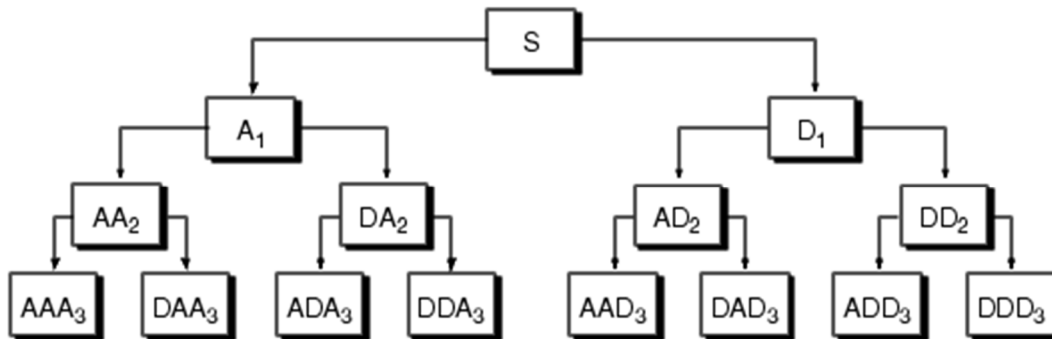 S
A₁ D₁
AA₂ DA₂ AD₂ DD₂
AAA₃ DAA₃ ADA₃ DDA₃ AAD₃ DAD₃ ADD₃ DDD₃